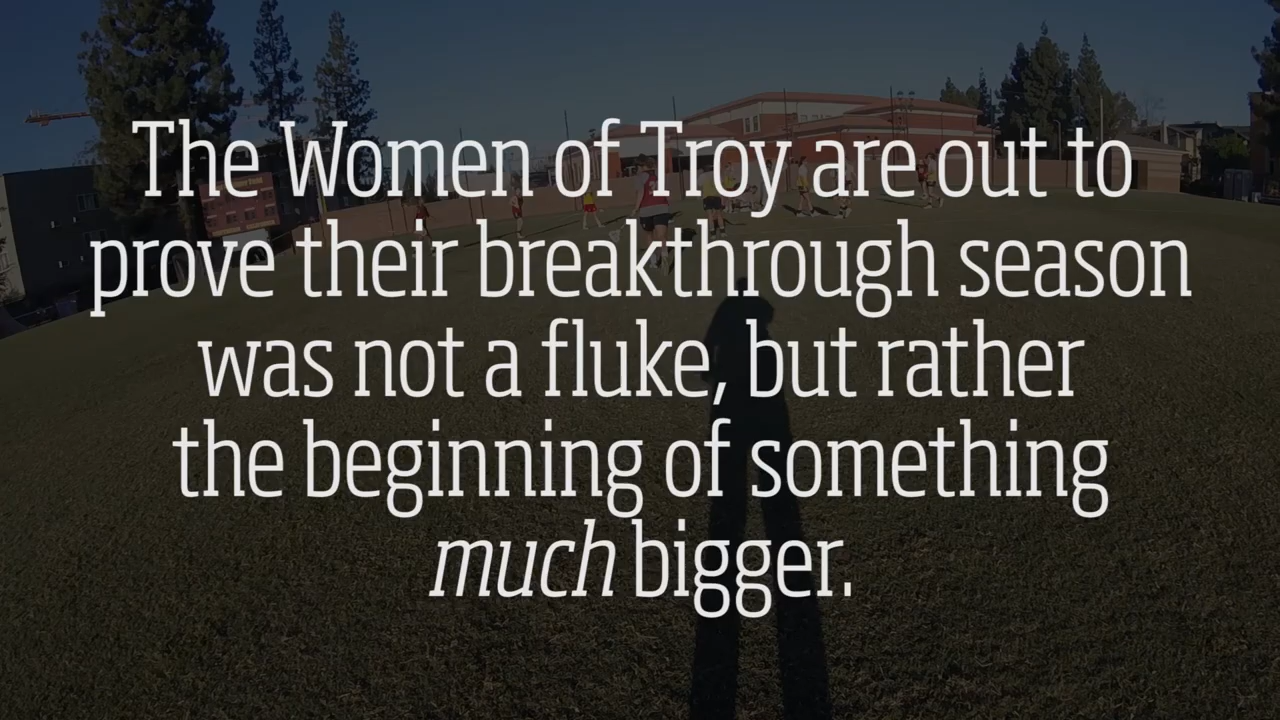 The Women of Troy are out to
prove their breakthrough season
was not a fluke, but rather
the beginning of something
much bigger.